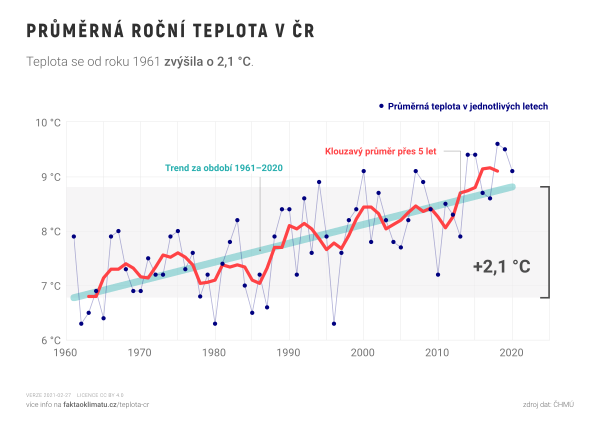 PRŮMĚRNÁ ROČNÍ TEPLOTA V ČR
Teplota se od roku 1961 zvýšila o 2,1 °C.
Průměrná teplota v jednotlivých letech
10 °C
Klouzavý průměr přes 5 let
Trend za období 1961–2020
9 °C
8 °C
+2,1 °C
7 °C
6 °C
1960 1970 1980 1990 2000 2010 2020
VERZE 2021-02-27 LICENCE CC BY 4.0
více info na faktaoklimatu.cz/teplota-cr
zdroj dat: ČHMÚ